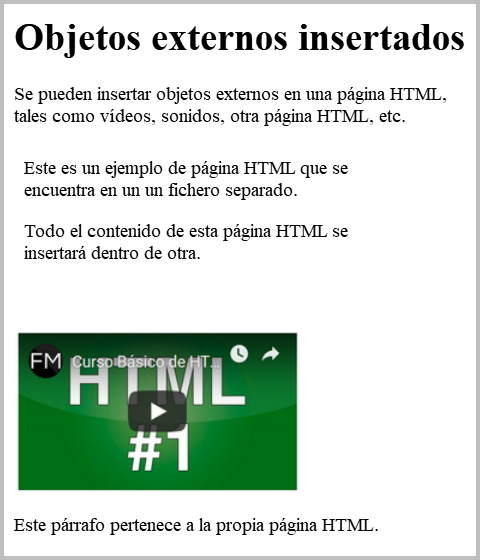 Objetos externos insertados
Se pueden insertar objetos externos en una página HTML,
tales como vídeos, sonidos, otra página HTML, etc.
Este es un ejemplo de página HTML que se
encuentra en un un fichero separado.
Todo el contenido de esta página HTML se
insertará dentro de otra.
FM Curso Básico de HT...
HTML
#1
Este párrafo pertenece a la propia página HTML.